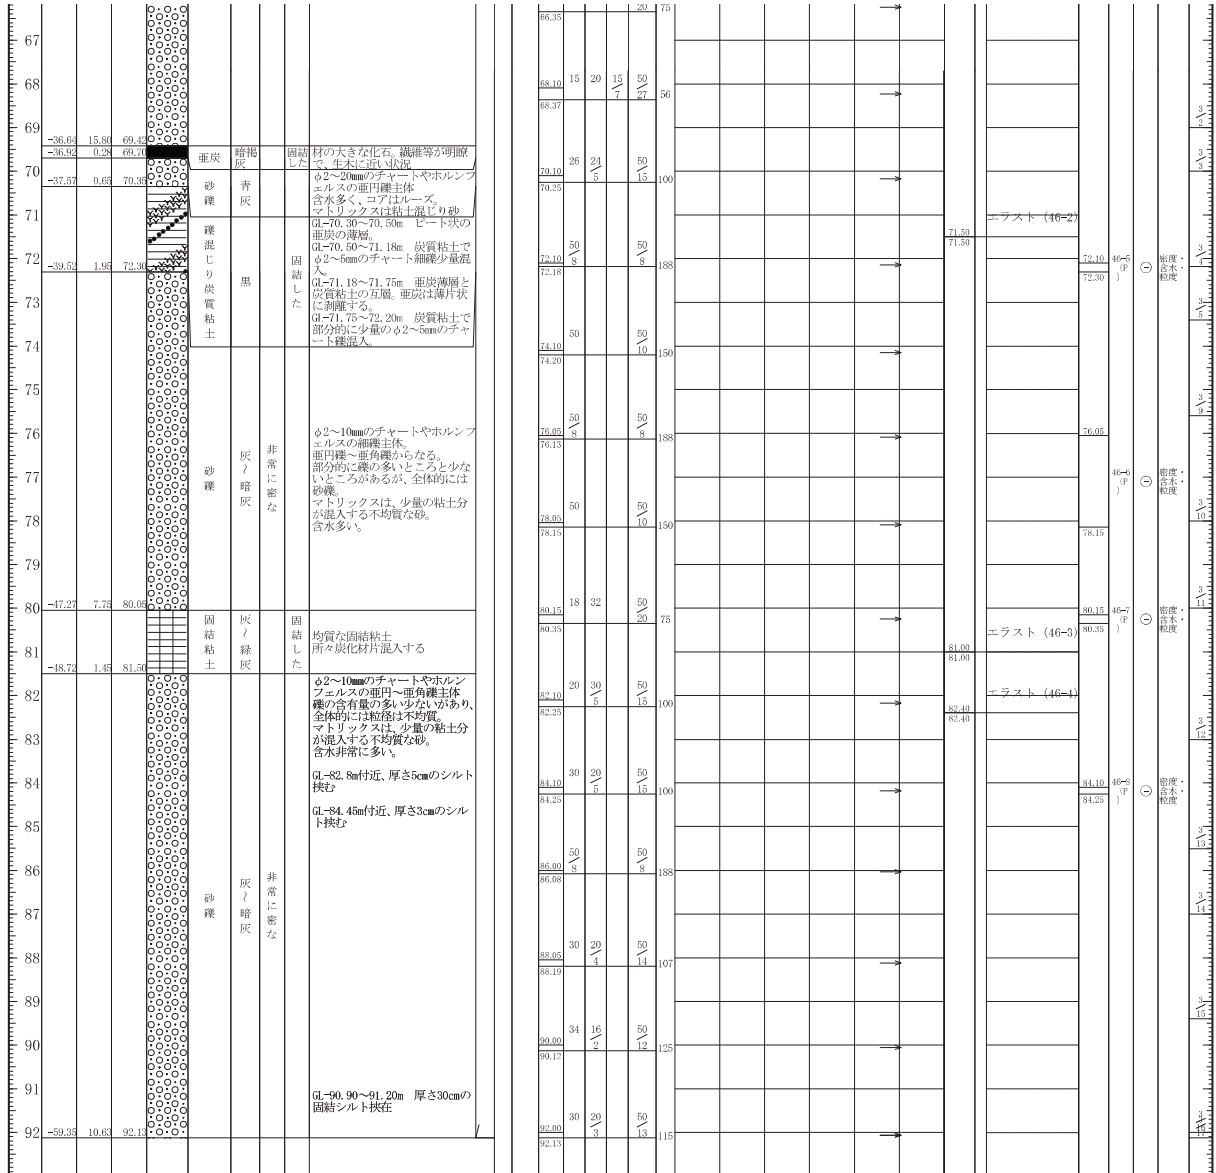 67
68
69
70
71
72
73
74
75
76
77
78
79
80
81
82
83
84
85
86
87
88
89
90
91
92
-36.64 15.80 69.42
-36.92 0.28 69.70
-37.57 0.65 70.35
-39.52 1.95 72.30
-47.27 7.75 80.05
-48.72 1.45 81.50
-59.35 10.63 92.13
亜炭
暗褐灰
固結した
材の大きな化石。繊維等が明瞭
で、生木に近い状況
砂礫
青灰
φ2～20mmのチャートやホルンフ
ェルスの亜円礫主体
含水多く、コアはルーズ。
マトリックスは粘土混じり砂
礫混じり炭質粘土
黒
固結した
GL-70.30～70.50m ピート状の
亜炭の薄層。
GL-70.50～71.18m 炭質粘土で
φ2～5mmのチャート細礫少量混
入。
GL-71.18～71.75m 亜炭薄層と
炭質粘土の互層。亜炭は薄片状
に剥離する。
GL-71.75～72.20m 炭質粘土で
部分的に少量のφ2～5mmのチャ
ート礫混入。
砂礫
灰～暗灰
非常に密な
φ2～10mmのチャートやホルンフ
ェルスの細礫主体。
亜円礫～亜角礫からなる。
部分的に礫の多いところと少な
いところがあるが、全体的には
砂礫。
マトリックスは、少量の粘土分
が混入する不均質な砂。
含水多い。
固結粘土
灰～緑灰
固結した
均質な固結粘土
所々炭化材片混入する
砂礫
灰～暗灰
非常に密な
φ2～10mmのチャートやホルン
フェルスの亜円～亜角礫主体
礫の含有量の多い少ないがあり、
全体的には粒径は不均質。
マトリックスは、少量の粘土分
が混入する不均質な砂。
含水非常に多い。
GL-82.8m付近、厚さ5cmのシルト
挟む
GL-84.45m付近、厚さ3cmのシル
ト挟む
GL-90.90～91.20m 厚さ30cmの
固結シルト挟在
66.35 20 75
68.10 15 20 15/7 50/27 56
68.37
70.10 26 24/5 50/15 100
70.25
72.10 50/8 50/8 188
72.18
74.10 50 50/10 150
74.20
76.05 50/8 50/8 188
76.13
78.05 50 50/10 150
78.15
80.15 18 32 50/20 75
80.35
82.10 20 30/5 50/15 100
82.25
84.10 30 20/5 50/15 100
84.25
86.00 50/8 50/8 188
86.08
88.05 30 20/4 50/14 107
88.19
90.00 34 16/2 50/12 125
90.12
92.00 30 20/3 50/13 115
92.13
エラスト (46-2)
71.50
71.50
エラスト (46-3)
81.00
81.00
エラスト (46-4)
82.40
82.40
72.10 46-5 (P) ⊖ 密度・含水・粒度
72.30
76.05
46-6 (P) ⊖ 密度・含水・粒度
78.15
80.15 46-7 (P) ⊖ 密度・含水・粒度
80.35
84.10 46-8 (P) ⊖ 密度・含水・粒度
84.25
3/2
3/3
3/4
3/5
3/9
3/10
3/11
3/12
3/13
3/14
3/15